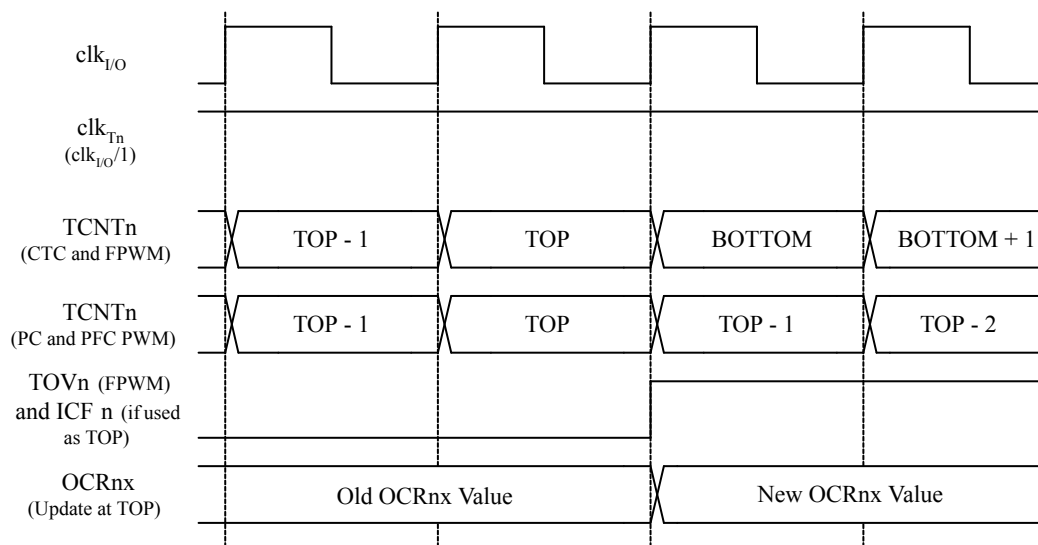 clkI/O
clkTn
(clkI/O/1)
TCNTn
(CTC and FPWM)
TOP - 1
TOP
BOTTOM
BOTTOM + 1
TCNTn
(PC and PFC PWM)
TOP - 1
TOP
TOP - 1
TOP - 2
TOVn (FPWM)
and ICF n (if used
as TOP)
OCRnx
(Update at TOP)
Old OCRnx Value
New OCRnx Value